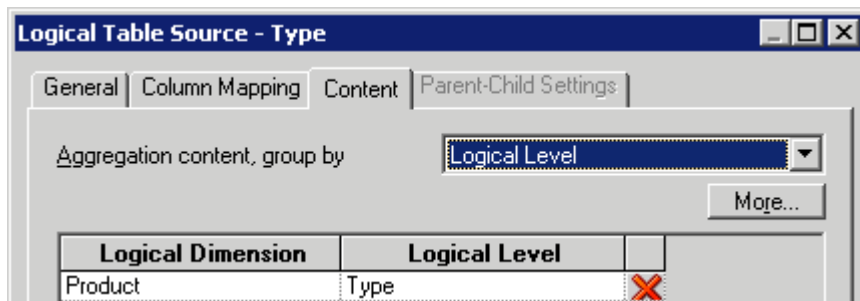 Logical Table Source - Type
General Column Mapping Content Parent-Child Settings
Aggregation content, group by Logical Level
More...
Logical Dimension Logical Level
Product Type